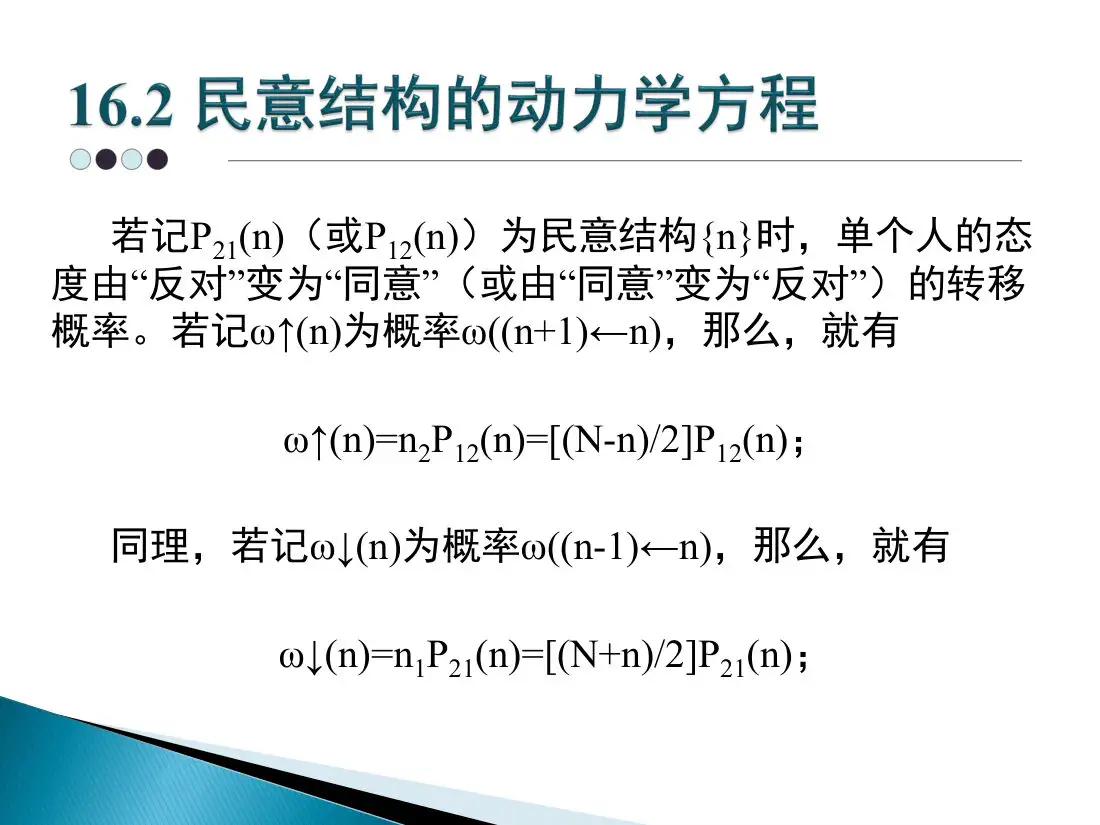 16.2 民意结构的动力学方程
若记P₂₁(n)（或P₁₂(n)）为民意结构{n}时，单个人的态
度由“反对”变为“同意”（或由“同意”变为“反对”）的转移
概率。若记ω↑(n)为概率ω((n+1)←n)，那么，就有
ω↑(n)=n₂P₁₂(n)=[(N-n)/2]P₁₂(n)；
同理，若记ω↓(n)为概率ω((n-1)←n)，那么，就有
ω↓(n)=n₁P₂₁(n)=[(N+n)/2]P₂₁(n)；